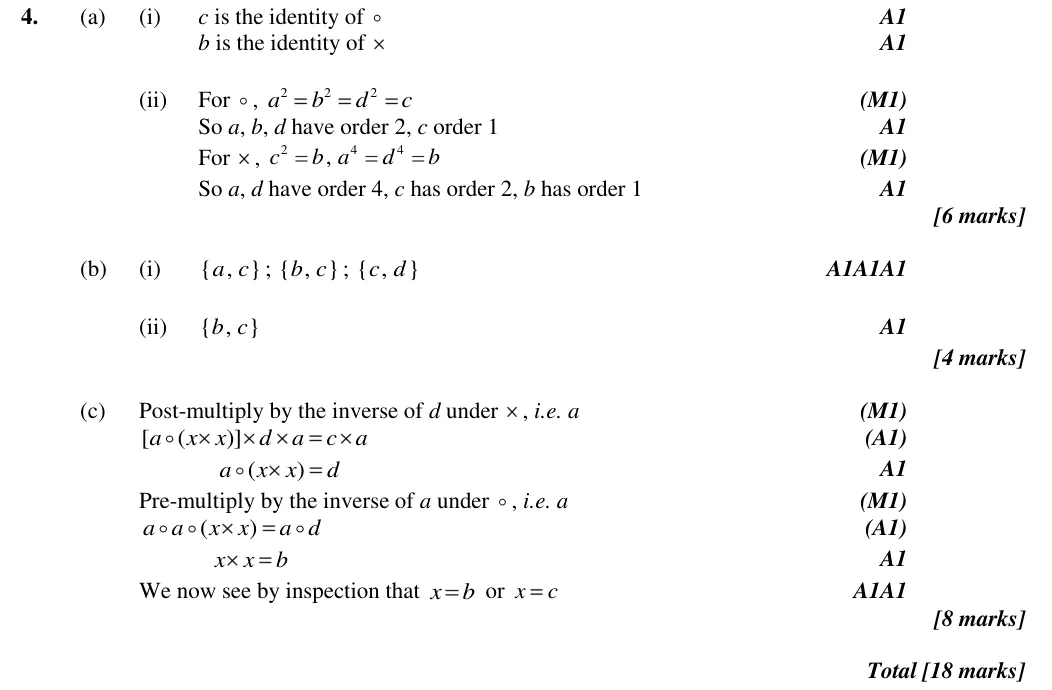 4. (a) (i) c is the identity of ∘ A1
b is the identity of × A1
(ii) For ∘, a² = b² = d² = c (M1)
So a, b, d have order 2, c order 1 A1
For ×, c² = b, a⁴ = d⁴ = b (M1)
So a, d have order 4, c has order 2, b has order 1 A1
[6 marks]
(b) (i) {a, c}; {b, c}; {c, d} A1A1A1
(ii) {b, c} A1
[4 marks]
(c) Post-multiply by the inverse of d under ×, i.e. a (M1)
[a∘(x×x)]×d×a = c×a (A1)
a∘(x×x) = d A1
Pre-multiply by the inverse of a under ∘, i.e. a (M1)
a∘a∘(x×x) = a∘d (A1)
x×x = b A1
We now see by inspection that x = b or x = c A1A1
[8 marks]
Total [18 marks]